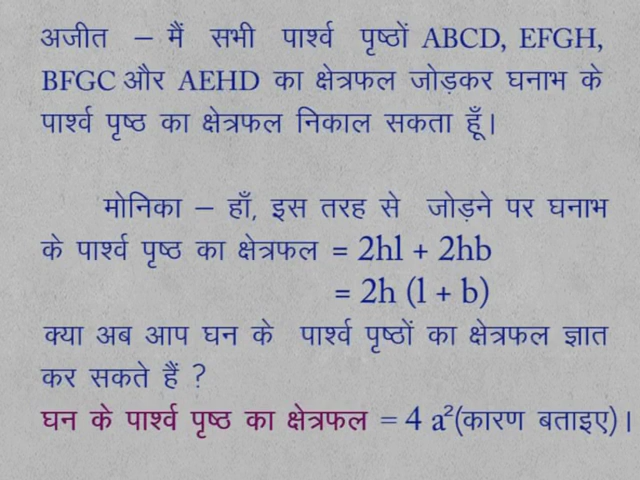 अजीत – मैं सभी पार्श्व पृष्ठों ABCD, EFGH,
BFGC और AEHD का क्षेत्रफल जोड़कर घनाभ के
पार्श्व पृष्ठ का क्षेत्रफल निकाल सकता हूँ।
मोनिका – हाँ, इस तरह से जोड़ने पर घनाभ
के पार्श्व पृष्ठ का क्षेत्रफल = 2hl + 2hb
= 2h (l + b)
क्या अब आप घन के पार्श्व पृष्ठों का क्षेत्रफल ज्ञात
कर सकते हैं ?
घन के पार्श्व पृष्ठ का क्षेत्रफल = 4 a²(कारण बताइए)।